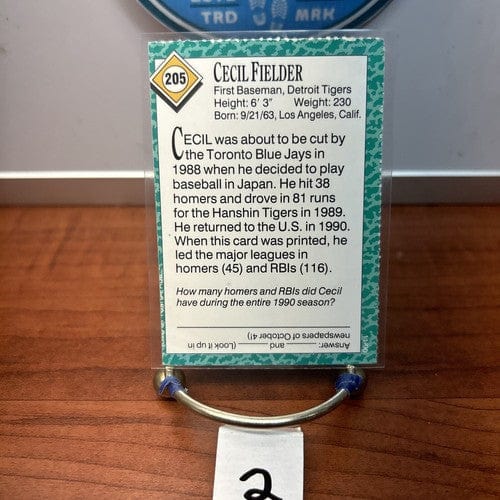 TRD MRK
205
CECIL FIELDER
First Baseman, Detroit Tigers
Height: 6' 3" Weight: 230
Born: 9/21/63, Los Angeles, Calif.
CECIL was about to be cut by
the Toronto Blue Jays in
1988 when he decided to play
baseball in Japan. He hit 38
homers and drove in 81 runs
for the Hanshin Tigers in 1989.
He returned to the U.S. in 1990.
When this card was printed, he
led the major leagues in
homers (45) and RBIs (116).
How many homers and RBIs did Cecil
have during the entire 1990 season?
Answer: ____ and ____ (Look it up in
newspapers of October 4)
2